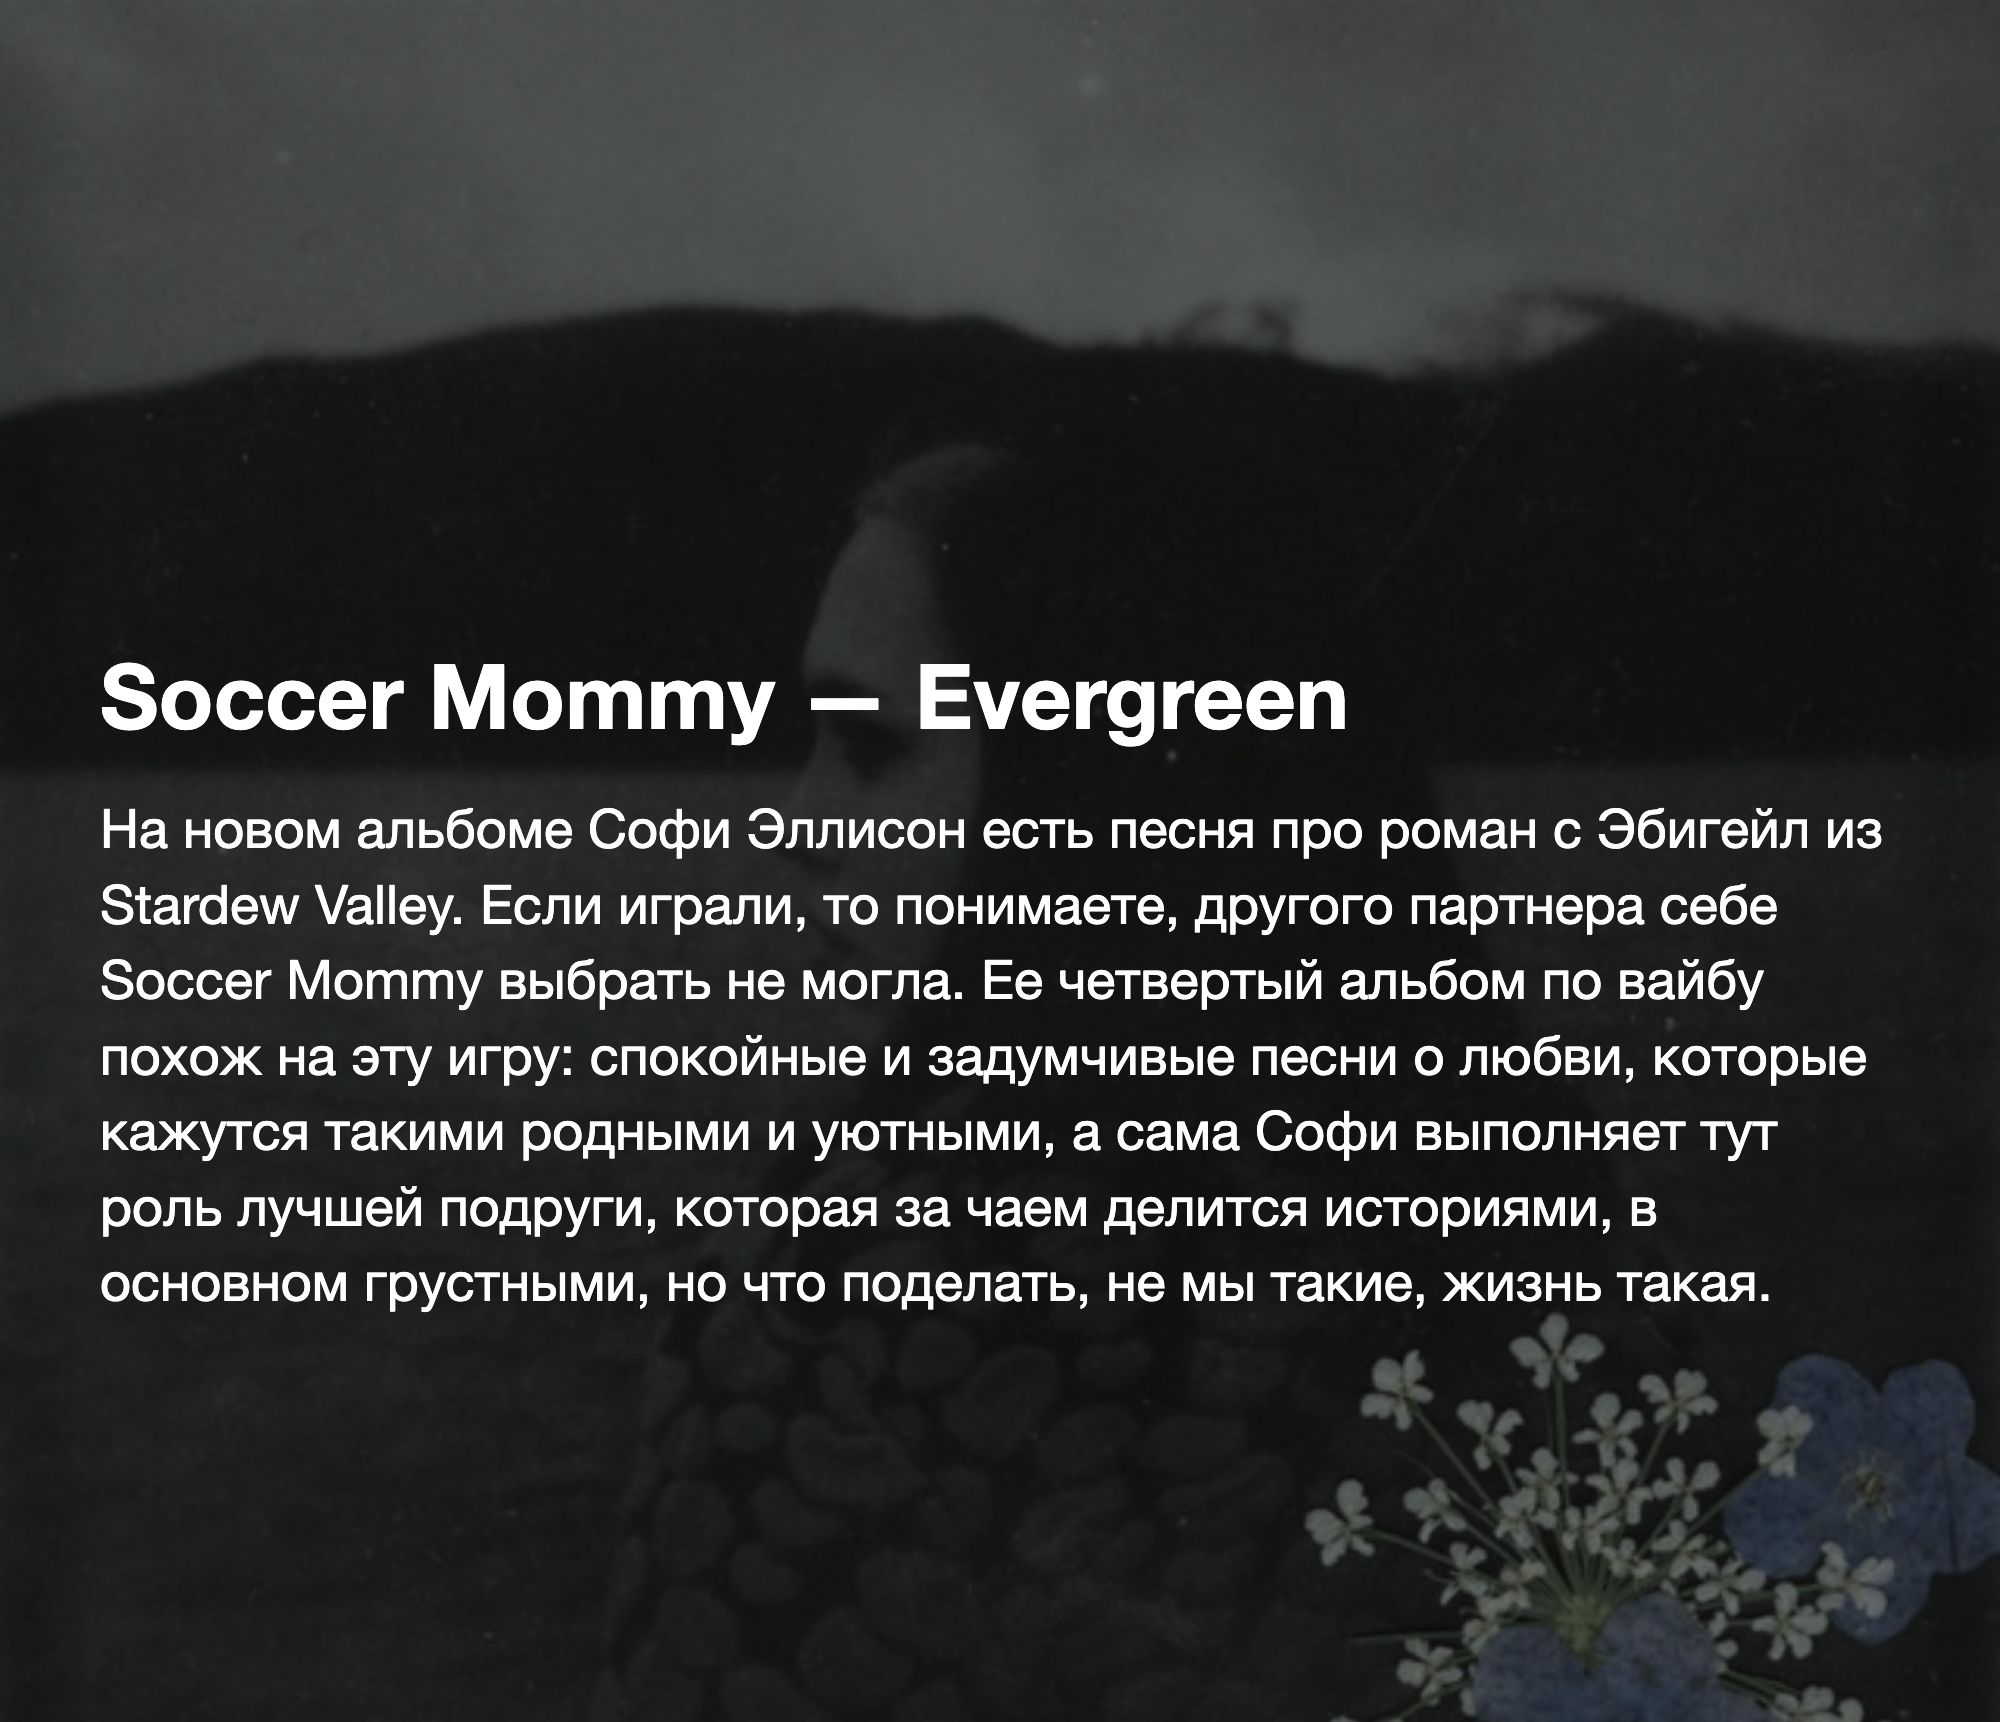 Soccer Mommy — Evergreen
На новом альбоме Софи Эллисон есть песня про роман с Эбигейл из
Stardew Valley. Если играли, то понимаете, другого партнера себе
Soccer Mommy выбрать не могла. Ее четвертый альбом по вайбу
похож на эту игру: спокойные и задумчивые песни о любви, которые
кажутся такими родными и уютными, а сама Софи выполняет тут
роль лучшей подруги, которая за чаем делится историями, в
основном грустными, но что поделать, не мы такие, жизнь такая.